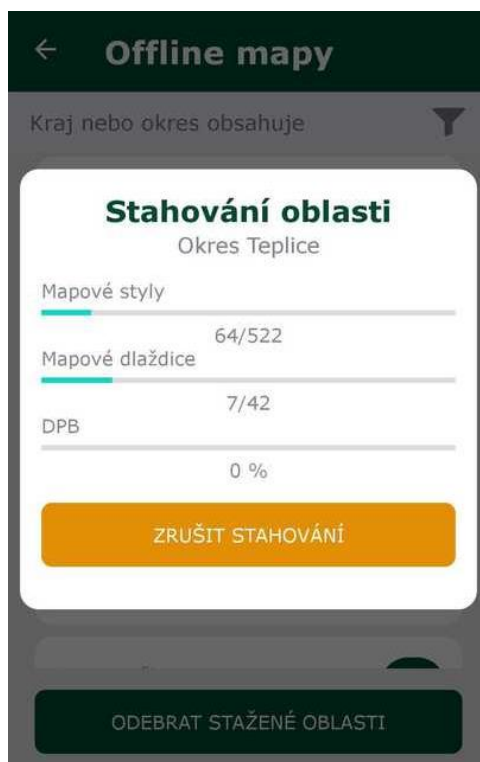 Offline mapy
Kraj nebo okres obsahuje
Stahování oblasti
Okres Teplice
Mapové styly
64/522
Mapové dlaždice
7/42
DPB
0 %
ZRUŠIT STAHOVÁNÍ
ODEBRAT STAŽENÉ OBLASTI